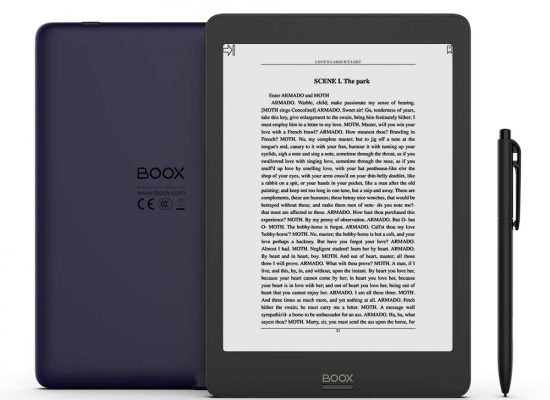 BOOX
www.boox.com
CE
LOVE'S LABOUR'S LOST
SCENE I. The park
Enter ARMADO and MOTH
ARMADO. Warble, child; make passionate my sense of hearing.
[MOTH sings Concolinel] ARMADO. Sweet air! Go, tenderness of years,
take this key, give enlargement to the swain, bring him festinately hither; I
must employ him in a letter to my love. MOTH. Master, will you win your
love with a French brawl? ARMADO. How meanest thou? Brawling in
French? MOTH. No, my complete master; but to jig off a tune at the
tongue's end, canary to it with your feet, humour it with turning up your
eyelids, sigh a note and sing a note, sometime through the throat, as if you
swallowed love with singing love, sometime through the nose, as if you
snuff'd up love by smelling love, with your hat penthouse-like o'er the
shop of your eyes, with your arms cross'd on your thin-belly doublet, like
a rabbit on a spit, or your hands in your pocket, like a man after the old
painting; and keep not too long in one tune, but a snip and away. These are
complements, these are humours; these betray nice wenches, that would be
betrayed without these; and make them men of note- do you note me?-
that most are affected to these. ARMADO. How hast thou purchased this
experience? MOTH. By my penny of observation. ARMADO. But O- but
O- MOTH. The hobby-horse is forgot. ARMADO. Call'st thou my love
'hobby-horse'? MOTH. No, master; the hobby-horse is but a colt, and your
love perhaps a hackney. But have you forgot your love? ARMADO.
Almost I had. MOTH. Negligent student! learn her by heart. ARMADO.
By heart and in heart, boy. MOTH. And out of heart, master; all those
three I will prove. ARMADO. What wilt thou prove? MOTH. A man, if I
live; and this, by, in, and without, upon the instant. By heart you love her,
because your heart cannot come by her; in heart you love her, because
your heart is in love with her; and out of heart you love her, being out of
heart that you cannot enjoy her. ARMADO. I am all these three. MOTH.
And three times as much more, and yet nothing at all. ARMADO. Fetch
hither the swain; he must carry me a letter. MOTH. A message well
sympathiz'd- a horse to be ambassador for an ass. ARMADO. Ha, ha, what
sayest thou? MOTH. Marry, sir, you must send the ass upon the horse, for
BOOX